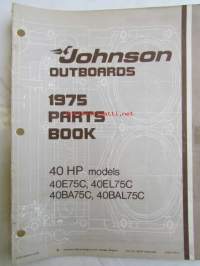 Johnson
OUTBOARDS
1975
PARTS
BOOK
40 HP models
40E75C, 40EL75C
40BA75C, 40BAL75C